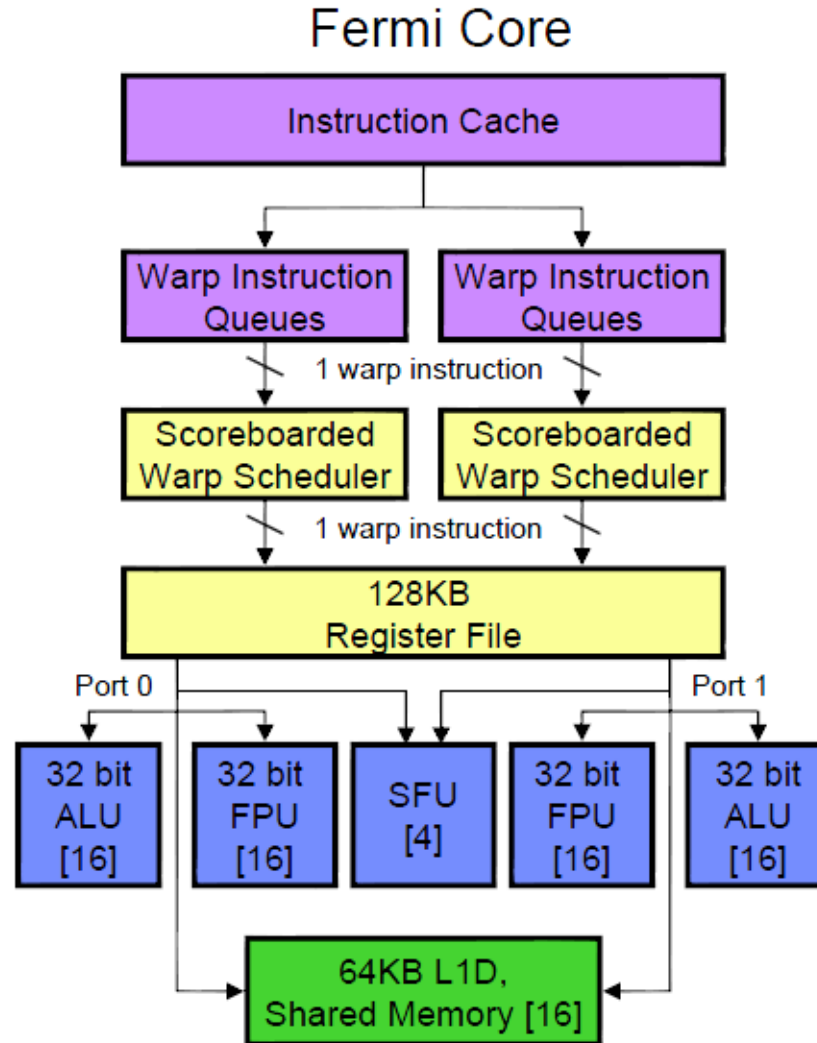 Fermi Core
Instruction Cache
Warp Instruction
Queues
Warp Instruction
Queues
1 warp instruction
Scoreboarded
Warp Scheduler
Scoreboarded
Warp Scheduler
1 warp instruction
128KB
Register File
Port 0
Port 1
32 bit
ALU
[16]
32 bit
FPU
[16]
SFU
[4]
32 bit
FPU
[16]
32 bit
ALU
[16]
64KB L1D,
Shared Memory [16]